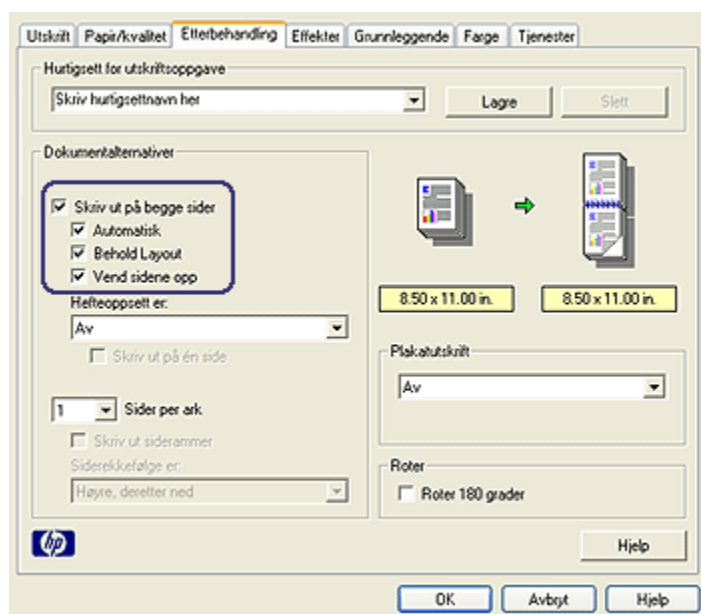 Utskrift Papir/kvalitet Etterbehandling Effekter Grunnleggende Farge Tjenester
Hurtigsett for utskriftsoppgave
Skriv hurtigsettnavn her
Lagre
Slett
Dokumentalternativer
Skriv ut på begge sider
Automatisk
Behold Layout
Vend sidene opp
Hefteoppsett er:
Av
Skriv ut på én side
1 Sider per ark
Skriv ut siderammer
Siderekkefølge er:
Høyre, deretter ned
8.50 x 11.00 in.
8.50 x 11.00 in.
Plakatutskrift
Av
Roter
Roter 180 grader
hp
Hjelp
OK
Avbryt
Hjelp